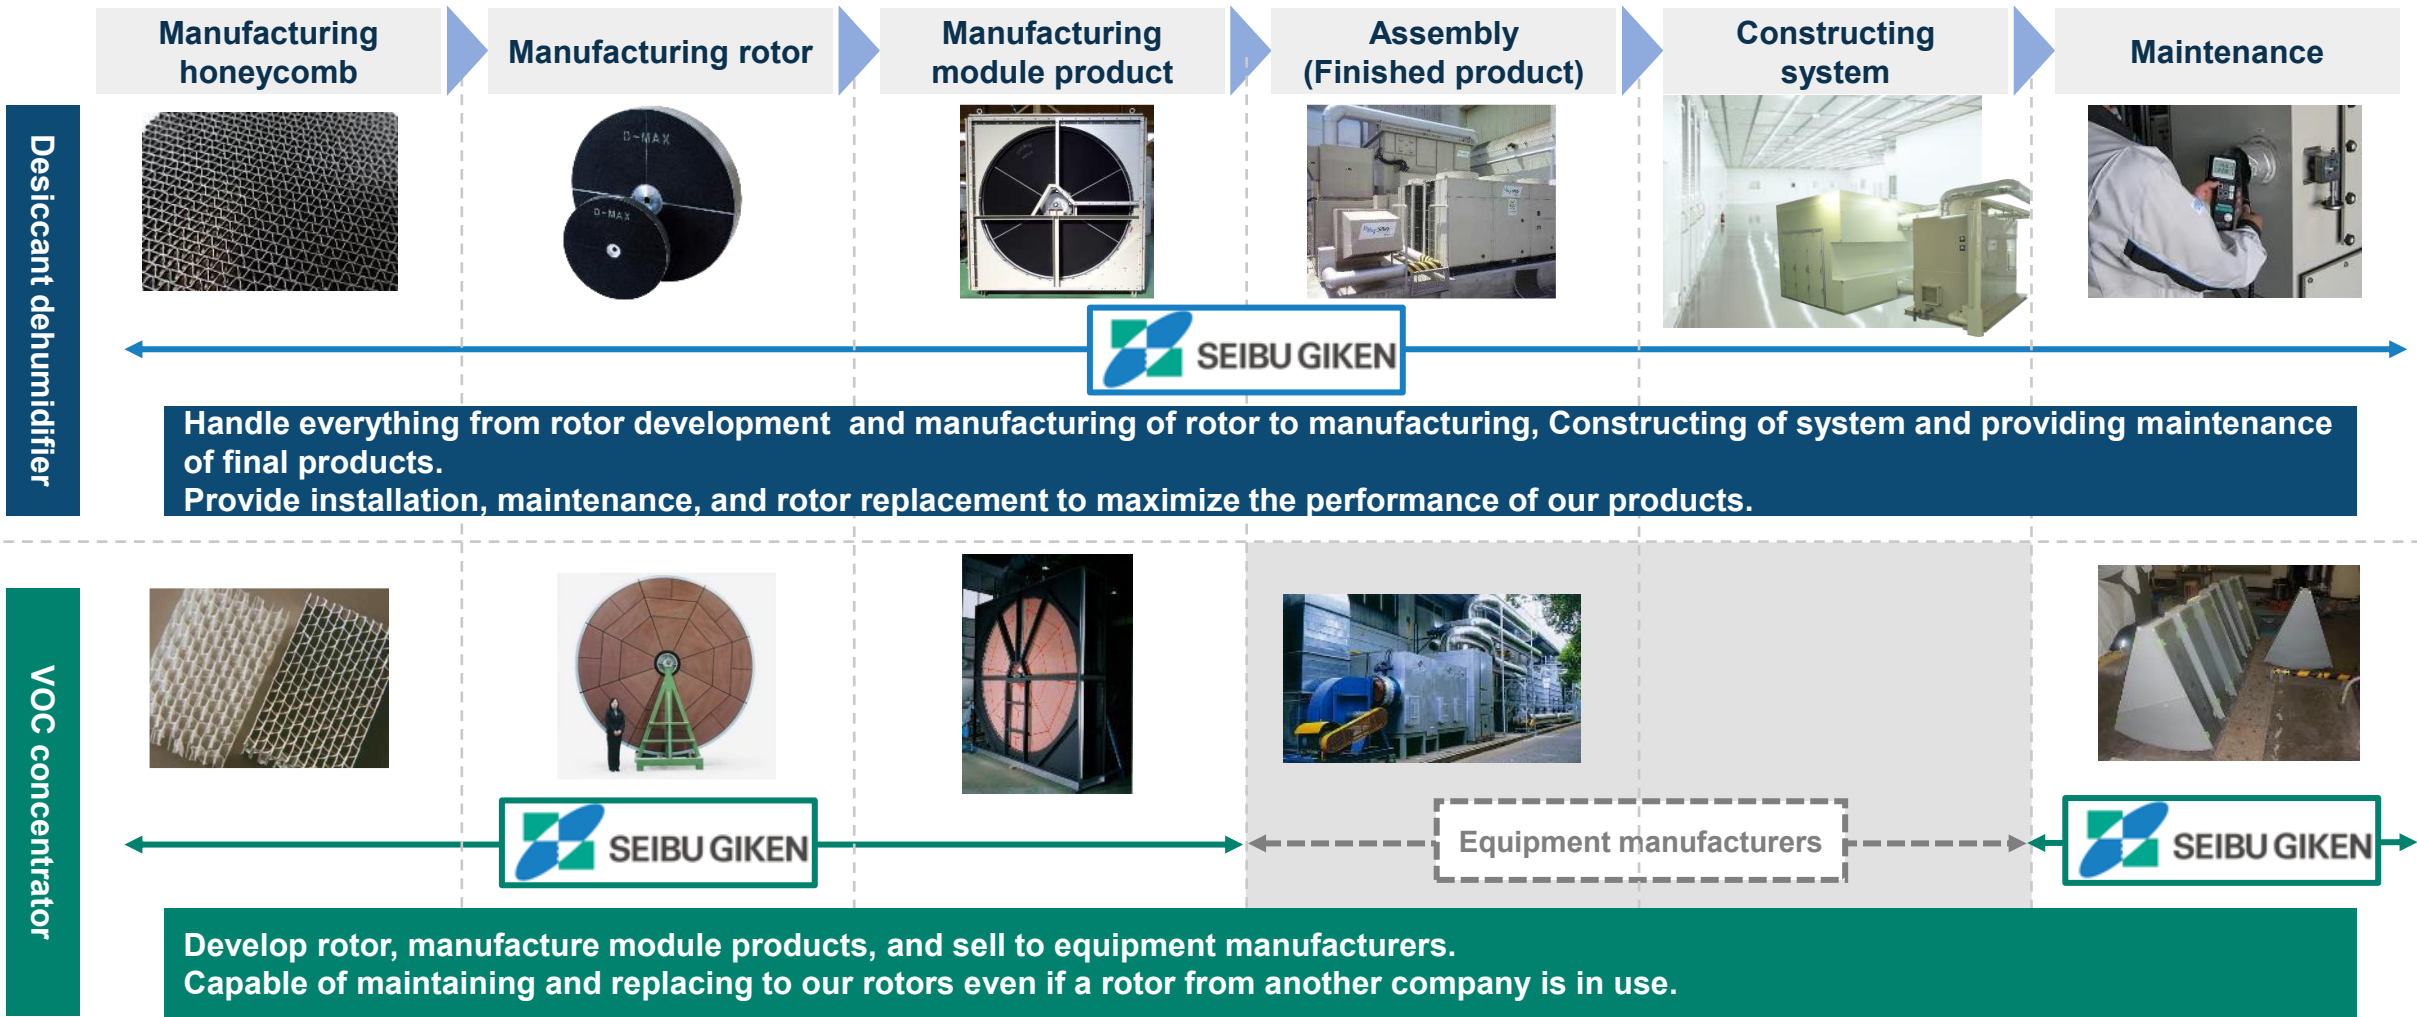 Manufacturing
honeycomb
Manufacturing rotor
Manufacturing
module product
Assembly
(Finished product)
Constructing
system
Maintenance
Desiccant dehumidifier
D-MAX
D-MAX
SEIBU GIKEN
Handle everything from rotor development  and manufacturing of rotor to manufacturing, Constructing of system and providing maintenance
of final products.
Provide installation, maintenance, and rotor replacement to maximize the performance of our products.
VOC concentrator
SEIBU GIKEN
Equipment manufacturers
SEIBU GIKEN
Develop rotor, manufacture module products, and sell to equipment manufacturers.
Capable of maintaining and replacing to our rotors even if a rotor from another company is in use.